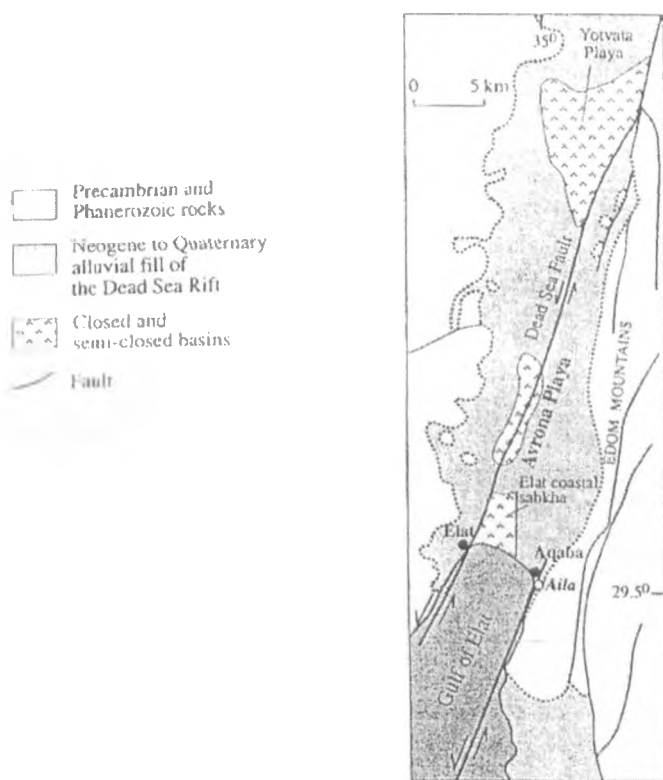 Precambrian and
Phanerozoic rocks
Neogene to Quaternary
alluvial fill of
the Dead Sea Rift
Closed and
semi-closed basins
Fault
35⁰
Yotvata
Playa
0 5 km
Dead Sea Fault
Avrona Playa
EDOM MOUNTAINS
Elat coastal
sabkha
Elat
Aqaba
Aila
29.5⁰
Gulf of Elat